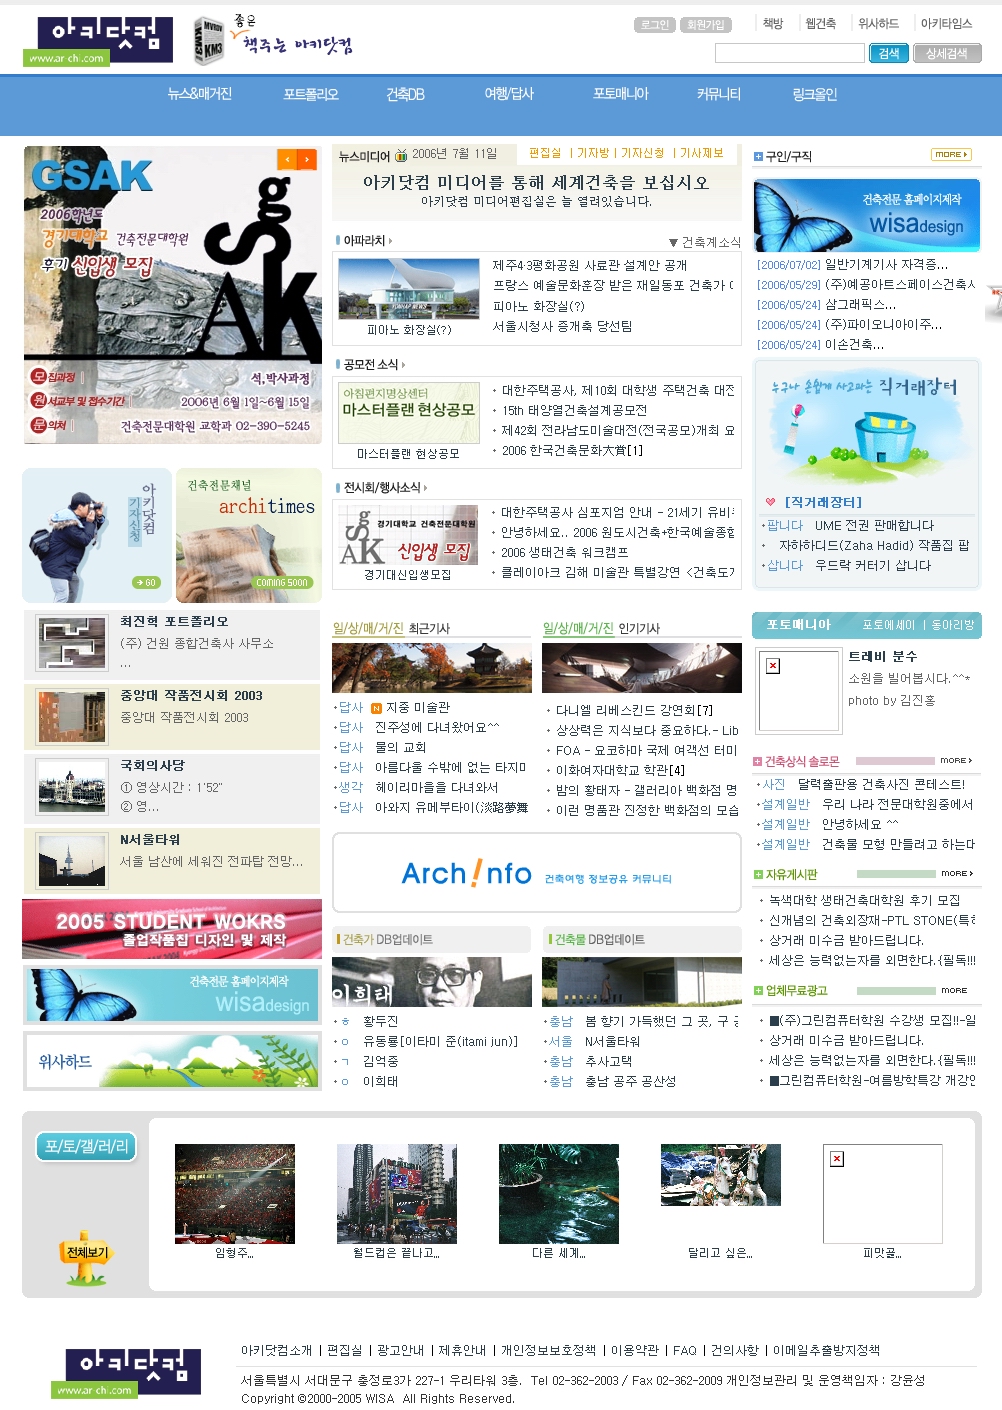 아키닷컴
www.ar-chi.com
좋은
책주는 아키닷컴
로그인
회원가입
책방
웹건축
위사하드
아키타임스
검색
상세검색
뉴스&매거진
포트폴리오
건축DB
여행/답사
포토매니아
커뮤니티
링크올인
GSAK
2006학년도
경기대학교 건축전문대학원
후기 신입생 모집
gsAK
모집과정
석,박사과정
원서교부 및 접수기간
2006년 6월 1일~6월 15일
문의처
건축전문대학원 교학과 02-390-5245
뉴스미디어
2006년 7월 11일
편집실 | 기자방 | 기자신청 | 기사제보
아키닷컴 미디어를 통해 세계건축을 보십시오
아키닷컴 미디어편집실은 늘 열려있습니다.
아파라치
▼ 건축계소식
피아노 화장실(?)
제주4·3평화공원 사료관 설계안 공개
프랑스 예술문화훈장 받은 재일동포 건축가 이
피아노 화장실(?)
서울시청사 증개축 당선팀
공모전 소식
아침편지명상센터
마스터플랜 현상공모
마스터플랜 현상공모
대한주택공사, 제10회 대학생 주택건축 대전
15th 태양열건축설계공모전
제42회 전라남도미술대전(전국공모)개최 요
2006 한국건축문화大賞[1]
전시회/행사소식
gsAK
경기대학교 건축전문대학원
신입생 모집
경기대신입생모집
대한주택공사 심포지엄 안내 - 21세기 유비
안녕하세요.. 2006 원도시건축+한국예술종합
2006 생태건축 워크캠프
클레이아크 김해 미술관 특별강연 <건축도자
구인/구직
MORE
건축전문 홈페이지제작
wisadesign
[2006/07/02] 일반기계기사 자격증...
[2006/05/29] (주)예공아트스페이스건축사
[2006/05/24] 삼그래픽스...
[2006/05/24] (주)파이오니아이주...
[2006/05/24] 이손건축...
누구나 손쉽게 사고파는 직거래장터
[직거래장터]
팝니다 UME 전권 판매합니다
자하하디드(Zaha Hadid) 작품집 팝
삽니다 우드락 커터기 삽니다
아키닷컴
기자신청
GO
건축전문채널
architimes
COMING SOON
최진혁 포트폴리오
(주) 건원 종합건축사 사무소
...
중앙대 작품전시회 2003
중앙대 작품전시회 2003
국회의사당
① 영상시간 : 1'52"
② 영...
N서울타워
서울 남산에 세워진 전파탑 전망...
2005 STUDENT WOKRS
졸업작품집 디자인 및 제작
건축전문 홈페이지제작
wisadesign
위사하드
일/상/매/거/진 최근기사
답사 N 지중 미술관
답사 진주성에 다녀왔어요^^
답사 물의 교회
답사 아름다울 수밖에 없는 타지마
생각 헤이리마을을 다녀와서
답사 아와지 유메부타이(淡路夢舞
일/상/매/거/진 인기기사
다니엘 리베스킨드 강연회[7]
상상력은 지식보다 중요하다.- Lib
FOA - 요코하마 국제 여객선 터미
이화여자대학교 학관[4]
밤의 황태자 - 갤러리아 백화점 명
이런 명품관 진정한 백화점의 모습
Arch!nfo
건축여행 정보공유 커뮤니티
건축가 DB업데이트
이희태
ㅎ 황두진
ㅇ 유동룡[이타미 준(itami jun)]
ㄱ 김억중
ㅇ 이희태
건축물 DB업데이트
충남 봄 향기 가득했던 그 곳, 구 공
서울 N서울타워
충남 추사고택
충남 충남 공주 공산성
포토매니아
포토에세이 | 동아리방
트레비 분수
소원을 빌어봅시다.^^*
photo by 김진홍
건축상식 솔로몬
MORE
사진 달력출판용 건축사진 콘테스트!
설계일반 우리 나라 전문대학원중에서
설계일반 안녕하세요 ^^
설계일반 건축물 모형 만들려고 하는데
자유게시판
MORE
녹색대학 생태건축대학원 후기 모집
신개념의 건축외장재-PTL STONE(특허
상거래 미수금 받아드립니다.
세상은 능력없는자를 외면한다.{필독!!!
업체무료광고
MORE
■(주)그린컴퓨터학원 수강생 모집!!-일
상거래 미수금 받아드립니다.
세상은 능력없는자를 외면한다.{필독!!!
■그린컴퓨터학원-여름방학특강 개강안
포/토/갤/러/리
전체보기
임형주...
월드컵은 끝나고...
다른 세계...
달리고 싶은...
피맛골...
아키닷컴
www.ar-chi.com
아키닷컴소개 | 편집실 | 광고안내 | 제휴안내 | 개인정보보호정책 | 이용약관 | FAQ | 건의사항 | 이메일추출방지정책
서울특별시 서대문구 충정로3가 227-1 우리타워 3층. Tel 02-362-2003 / Fax 02-362-2009 개인정보관리 및 운영책임자 : 강윤성
Copyright ©2000-2005 WISA All Rights Reserved.